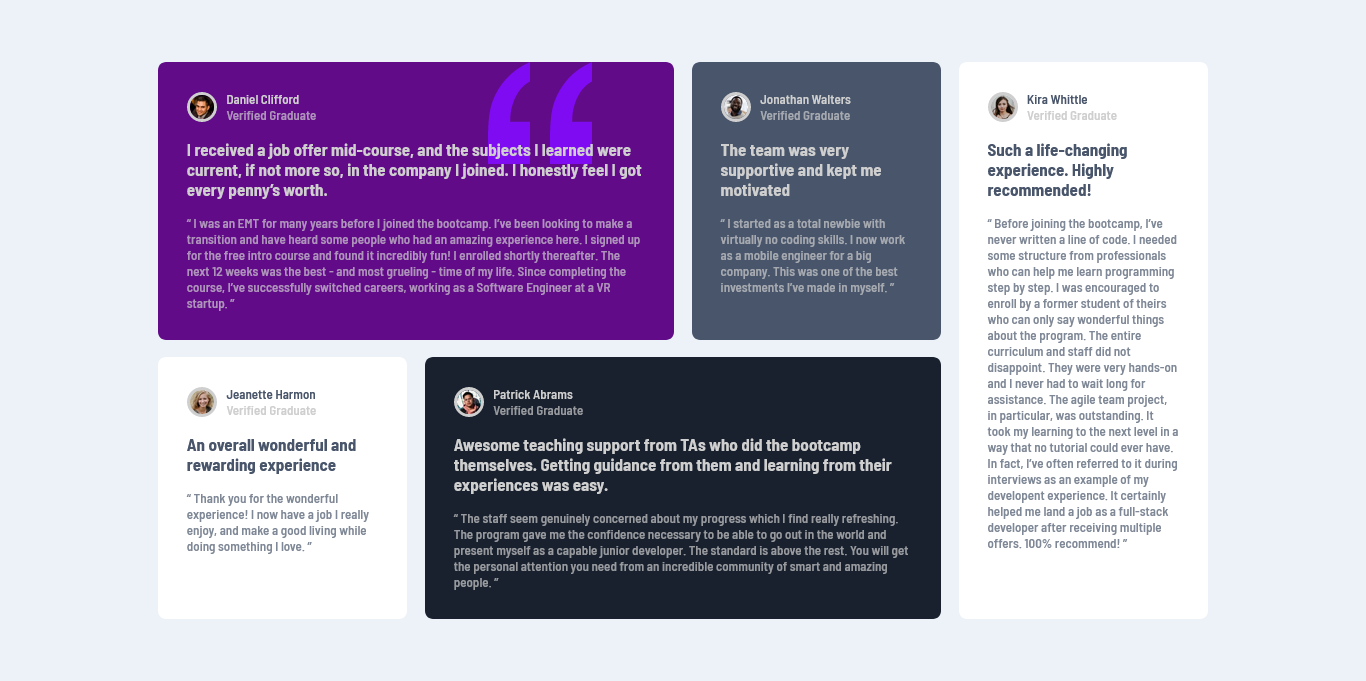 Daniel Clifford
Verified Graduate
I received a job offer mid-course, and the subjects I learned were
current, if not more so, in the company I joined. I honestly feel I got
every penny’s worth.
“ I was an EMT for many years before I joined the bootcamp. I’ve been looking to make a
transition and have heard some people who had an amazing experience here. I signed up
for the free intro course and found it incredibly fun! I enrolled shortly thereafter. The
next 12 weeks was the best - and most grueling - time of my life. Since completing the
course, I’ve successfully switched careers, working as a Software Engineer at a VR
startup. ”
Jonathan Walters
Verified Graduate
The team was very
supportive and kept me
motivated
“ I started as a total newbie with
virtually no coding skills. I now work
as a mobile engineer for a big
company. This was one of the best
investments I’ve made in myself. ”
Kira Whittle
Verified Graduate
Such a life-changing
experience. Highly
recommended!
“ Before joining the bootcamp, I’ve
never written a line of code. I needed
some structure from professionals
who can help me learn programming
step by step. I was encouraged to
enroll by a former student of theirs
who can only say wonderful things
about the program. The entire
curriculum and staff did not
disappoint. They were very hands-on
and I never had to wait long for
assistance. The agile team project,
in particular, was outstanding. It
took my learning to the next level in a
way that no tutorial could ever have.
In fact, I’ve often referred to it during
interviews as an example of my
developent experience. It certainly
helped me land a job as a full-stack
developer after receiving multiple
offers. 100% recommend! ”
Jeanette Harmon
Verified Graduate
An overall wonderful and
rewarding experience
“ Thank you for the wonderful
experience! I now have a job I really
enjoy, and make a good living while
doing something I love. ”
Patrick Abrams
Verified Graduate
Awesome teaching support from TAs who did the bootcamp
themselves. Getting guidance from them and learning from their
experiences was easy.
“ The staff seem genuinely concerned about my progress which I find really refreshing.
The program gave me the confidence necessary to be able to go out in the world and
present myself as a capable junior developer. The standard is above the rest. You will get
the personal attention you need from an incredible community of smart and amazing
people. ”